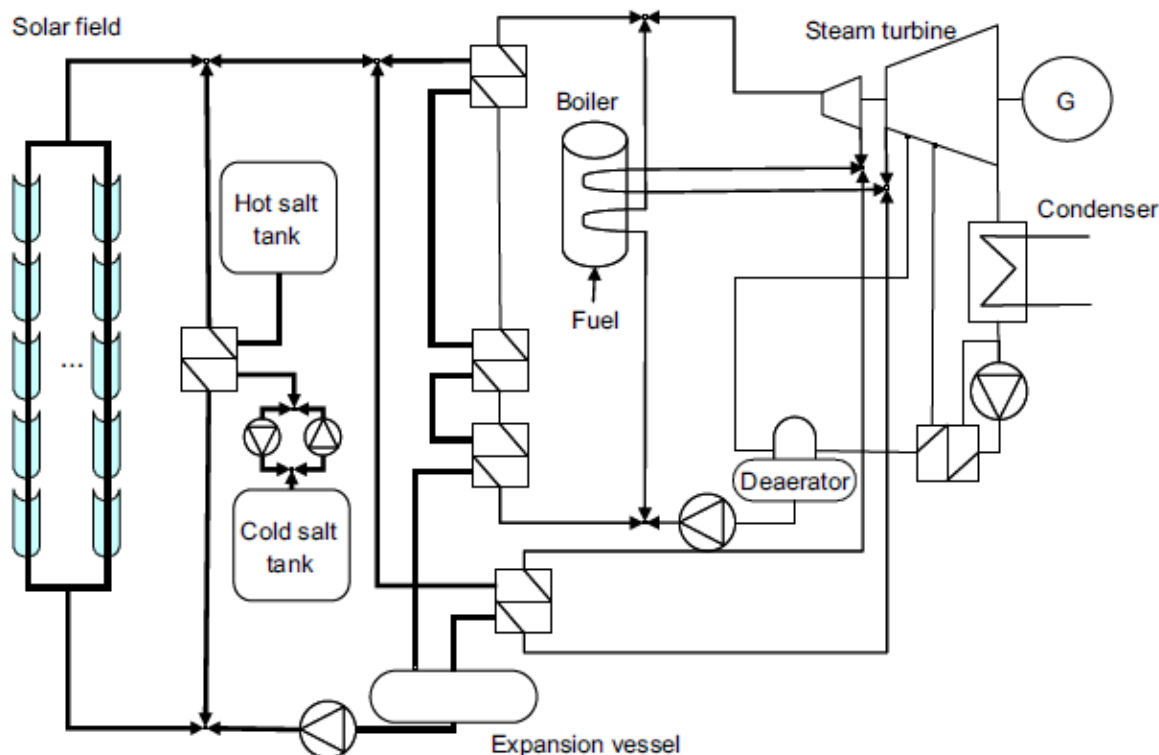 Solar field
Steam turbine
Boiler
G
Hot salt
tank
Condenser
Fuel
...
Deaerator
Cold salt
tank
Expansion vessel